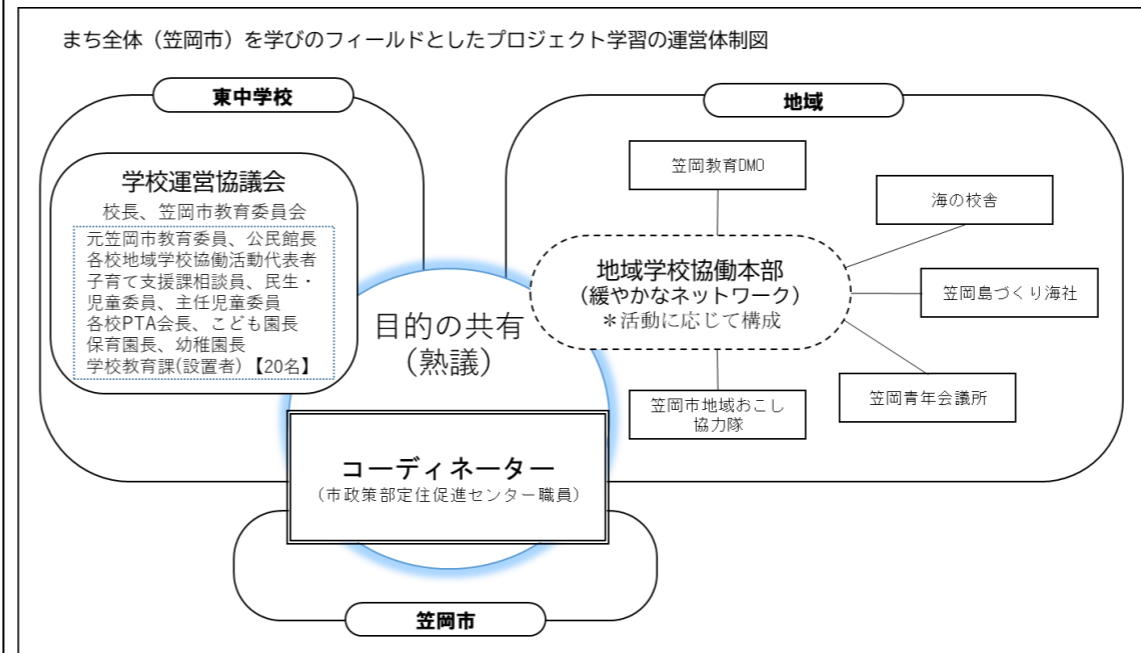 まち全体（笠岡市）を学びのフィールドとしたプロジェクト学習の運営体制図
東中学校
学校運営協議会
校長、笠岡市教育委員会
元笠岡市教育委員、公民館長
各校地域学校協働活動代表者
子育て支援課相談員、民生・
児童委員、主任児童委員
各校PTA会長、こども園長
保育園長、幼稚園長
学校教育課(設置者)【20名】
目的の共有
（熟議）
コーディネーター
（市政策部定住促進センター職員）
笠岡市
地域
笠岡教育DMO
海の校舎
地域学校協働本部
（緩やかなネットワーク）
＊活動に応じて構成
笠岡島づくり海社
笠岡青年会議所
笠岡市地域おこし
協力隊